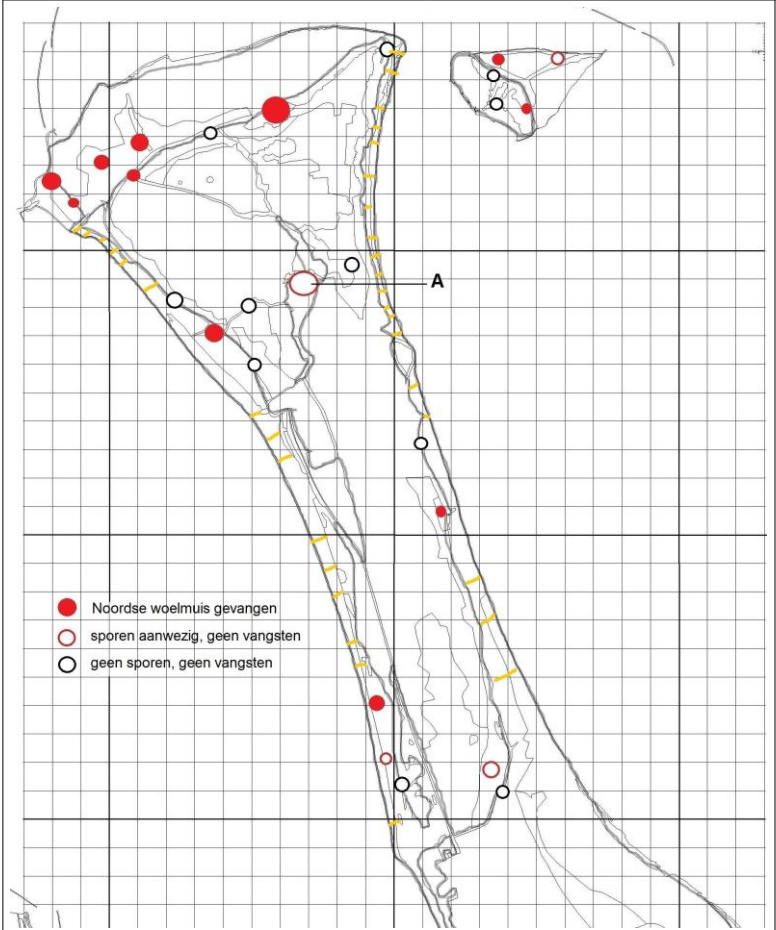 A
Noordse woelmuis gevangen
sporen aanwezig, geen vangsten
geen sporen, geen vangsten